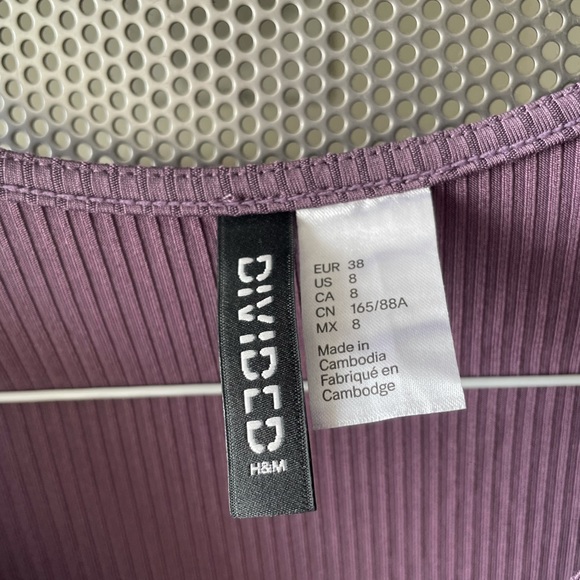 DIVIDED
H&M
EUR 38
US 8
CA 8
CN 165/88A
MX 8
Made in
Cambodia
Fabriqué en
Cambodge